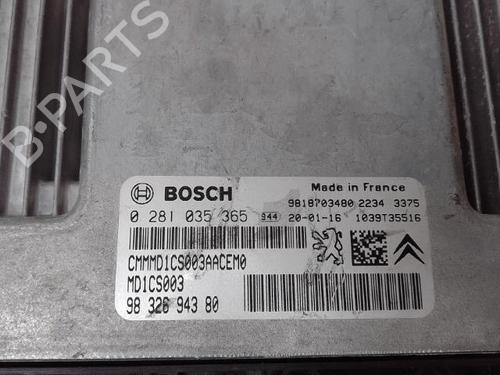 B-PARTS
BOSCH
Made in France
9818703480 2234 3375
0 281 035 365 944 20-01-16 1039T35516
CMMMD1CS003AACEM0
MD1CS003
98 326 943 80